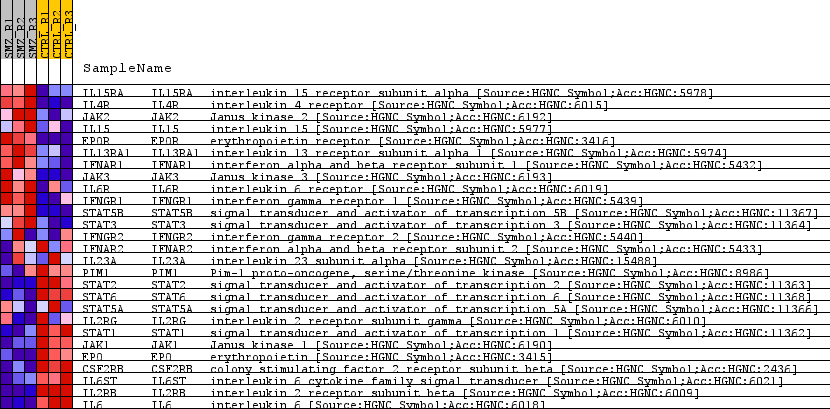 SMZ_R1
SMZ_R2
SMZ_R3
CTRL_R1
CTRL_R2
CTRL_R3
SampleName
IL15RA IL15RA interleukin 15 receptor subunit alpha [Source:HGNC Symbol;Acc:HGNC:5978]
IL4R IL4R interleukin 4 receptor [Source:HGNC Symbol;Acc:HGNC:6015]
JAK2 JAK2 Janus kinase 2 [Source:HGNC Symbol;Acc:HGNC:6192]
IL15 IL15 interleukin 15 [Source:HGNC Symbol;Acc:HGNC:5977]
EPOR EPOR erythropoietin receptor [Source:HGNC Symbol;Acc:HGNC:3416]
IL13RA1 IL13RA1 interleukin 13 receptor subunit alpha 1 [Source:HGNC Symbol;Acc:HGNC:5974]
IFNAR1 IFNAR1 interferon alpha and beta receptor subunit 1 [Source:HGNC Symbol;Acc:HGNC:5432]
JAK3 JAK3 Janus kinase 3 [Source:HGNC Symbol;Acc:HGNC:6193]
IL6R IL6R interleukin 6 receptor [Source:HGNC Symbol;Acc:HGNC:6019]
IFNGR1 IFNGR1 interferon gamma receptor 1 [Source:HGNC Symbol;Acc:HGNC:5439]
STAT5B STAT5B signal transducer and activator of transcription 5B [Source:HGNC Symbol;Acc:HGNC:11367]
STAT3 STAT3 signal transducer and activator of transcription 3 [Source:HGNC Symbol;Acc:HGNC:11364]
IFNGR2 IFNGR2 interferon gamma receptor 2 [Source:HGNC Symbol;Acc:HGNC:5440]
IFNAR2 IFNAR2 interferon alpha and beta receptor subunit 2 [Source:HGNC Symbol;Acc:HGNC:5433]
IL23A IL23A interleukin 23 subunit alpha [Source:HGNC Symbol;Acc:HGNC:15488]
PIM1 PIM1 Pim-1 proto-oncogene, serine/threonine kinase [Source:HGNC Symbol;Acc:HGNC:8986]
STAT2 STAT2 signal transducer and activator of transcription 2 [Source:HGNC Symbol;Acc:HGNC:11363]
STAT6 STAT6 signal transducer and activator of transcription 6 [Source:HGNC Symbol;Acc:HGNC:11368]
STAT5A STAT5A signal transducer and activator of transcription 5A [Source:HGNC Symbol;Acc:HGNC:11366]
IL2RG IL2RG interleukin 2 receptor subunit gamma [Source:HGNC Symbol;Acc:HGNC:6010]
STAT1 STAT1 signal transducer and activator of transcription 1 [Source:HGNC Symbol;Acc:HGNC:11362]
JAK1 JAK1 Janus kinase 1 [Source:HGNC Symbol;Acc:HGNC:6190]
EPO EPO erythropoietin [Source:HGNC Symbol;Acc:HGNC:3415]
CSF2RB CSF2RB colony stimulating factor 2 receptor subunit beta [Source:HGNC Symbol;Acc:HGNC:2436]
IL6ST IL6ST interleukin 6 cytokine family signal transducer [Source:HGNC Symbol;Acc:HGNC:6021]
IL2RB IL2RB interleukin 2 receptor subunit beta [Source:HGNC Symbol;Acc:HGNC:6009]
IL6 IL6 interleukin 6 [Source:HGNC Symbol;Acc:HGNC:6018]